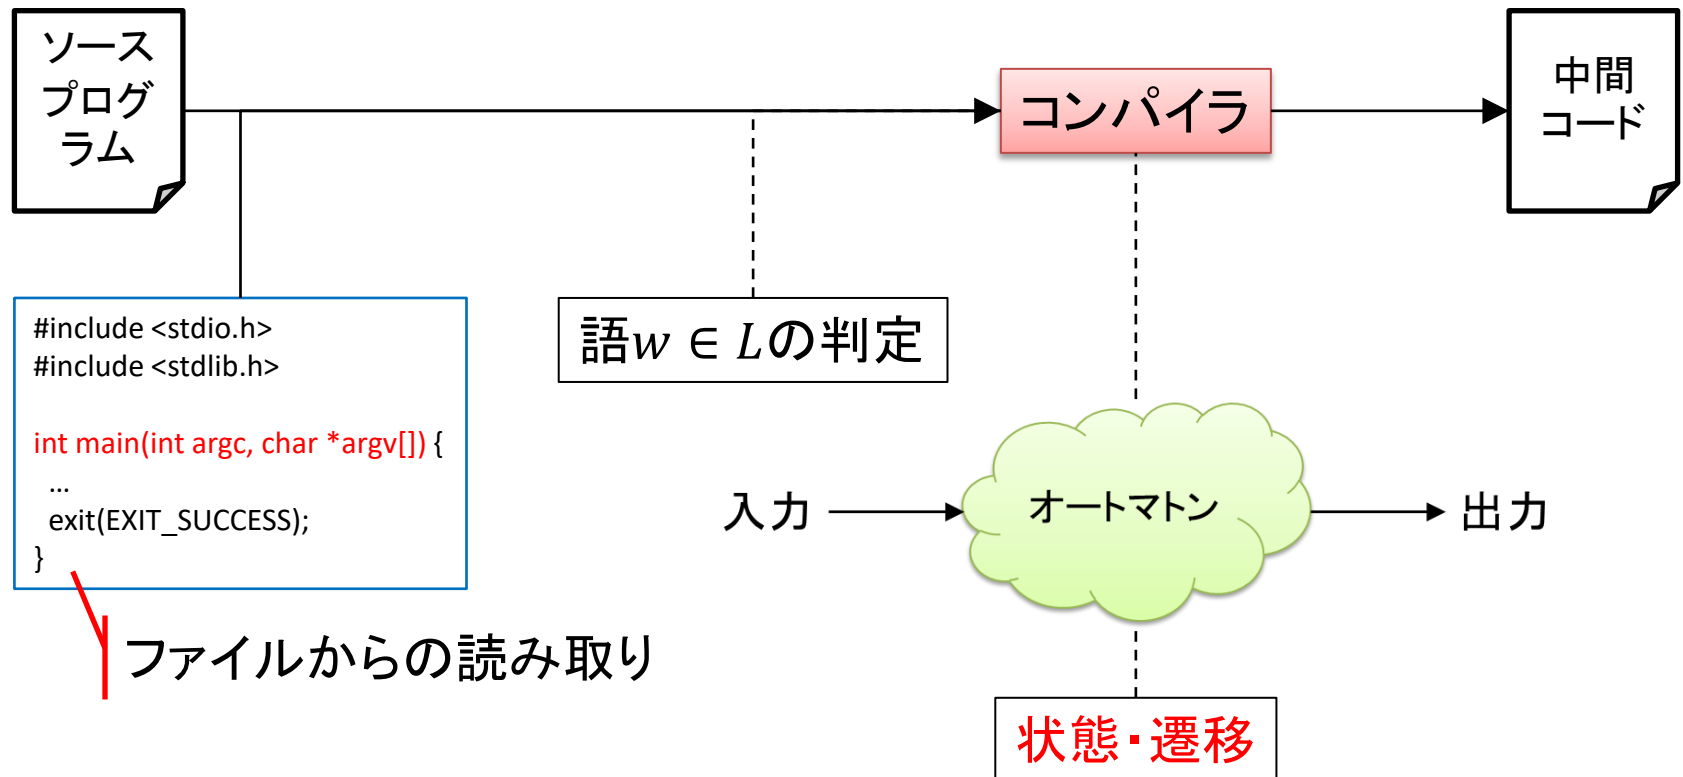 ソース
プログ
ラム
コンパイラ
中間
コード
#include <stdio.h>
#include <stdlib.h>
int main(int argc, char *argv[]) {
...
exit(EXIT_SUCCESS);
}
語w ∈ Lの判定
入力
オートマトン
出力
ファイルからの読み取り
状態・遷移